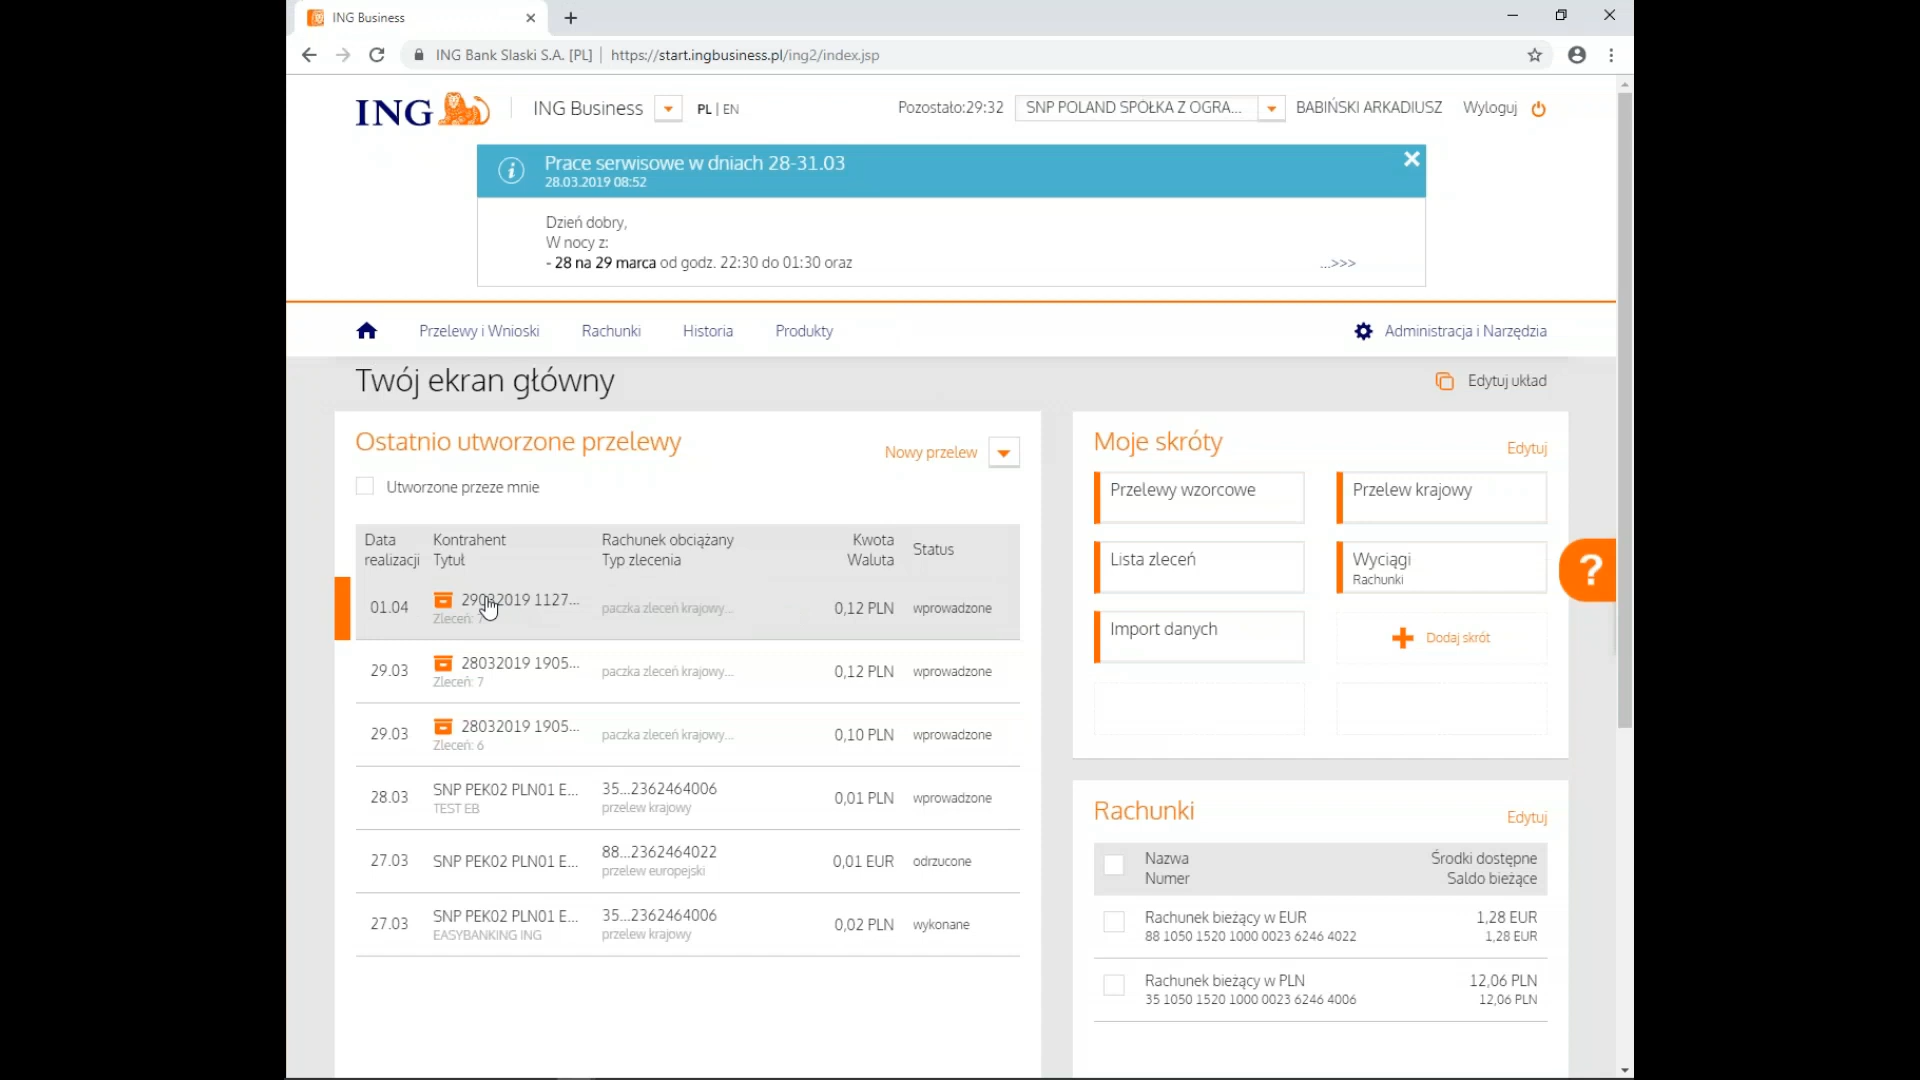 ING Business
ING Bank Slaski S.A. [PL] | https://start.ingbusiness.pl/ing2/index.jsp
ING
ING Business
PL | EN
Pozostało:29:32
SNP POLAND SPÓŁKA Z OGRA...
BABIŃSKI ARKADIUSZ
Wyloguj
Prace serwisowe w dniach 28-31.03
28.03.2019 08:52
Dzień dobry,
W nocy z:
- 28 na 29 marca od godz. 22:30 do 01:30 oraz
...>>>
Przelewy i Wnioski
Rachunki
Historia
Produkty
Administracja i Narzędzia
Twój ekran główny
Edytuj układ
Ostatnio utworzone przelewy
Nowy przelew
Utworzone przeze mnie
Data realizacji
Kontrahent Tytuł
Rachunek obciążany Typ zlecenia
Kwota Waluta
Status
01.04 29032019 1127... paczka zleceń krajowy... 0,12 PLN wprowadzone
Zleceń: 7
29.03 28032019 1905... paczka zleceń krajowy... 0,12 PLN wprowadzone
Zleceń: 7
29.03 28032019 1905... paczka zleceń krajowy... 0,10 PLN wprowadzone
Zleceń: 6
28.03 SNP PEK02 PLN01 E... 35...2362464006 0,01 PLN wprowadzone
TEST EB przelew krajowy
27.03 SNP PEK02 PLN01 E... 88...2362464022 0,01 EUR odrzucone
przelew europejski
27.03 SNP PEK02 PLN01 E... 35...2362464006 0,02 PLN wykonane
EASYBANKING ING przelew krajowy
Moje skróty
Edytuj
Przelewy wzorcowe
Przelew krajowy
Lista zleceń
Wyciągi
Rachunki
Import danych
Dodaj skrót
?
Rachunki
Edytuj
Nazwa Środki dostępne
Numer Saldo bieżące
Rachunek bieżący w EUR 1,28 EUR
88 1050 1520 1000 0023 6246 4022 1,28 EUR
Rachunek bieżący w PLN 12,06 PLN
35 1050 1520 1000 0023 6246 4006 12,06 PLN